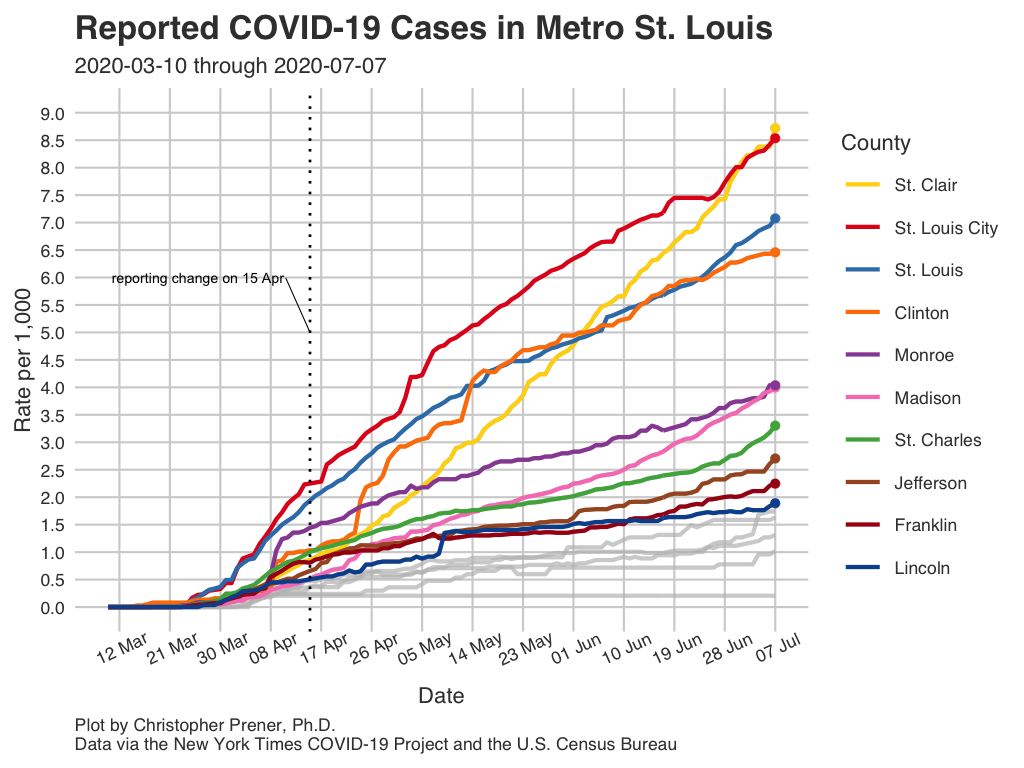 Reported COVID-19 Cases in Metro St. Louis
2020-03-10 through 2020-07-07
Rate per 1,000
9.0
8.5
8.0
7.5
7.0
6.5
6.0
5.5
5.0
4.5
4.0
3.5
3.0
2.5
2.0
1.5
1.0
0.5
0.0
reporting change on 15 Apr
12 Mar
21 Mar
30 Mar
08 Apr
17 Apr
26 Apr
05 May
14 May
23 May
01 Jun
10 Jun
19 Jun
28 Jun
07 Jul
Date
County
St. Clair
St. Louis City
St. Louis
Clinton
Monroe
Madison
St. Charles
Jefferson
Franklin
Lincoln
Plot by Christopher Prener, Ph.D.
Data via the New York Times COVID-19 Project and the U.S. Census Bureau